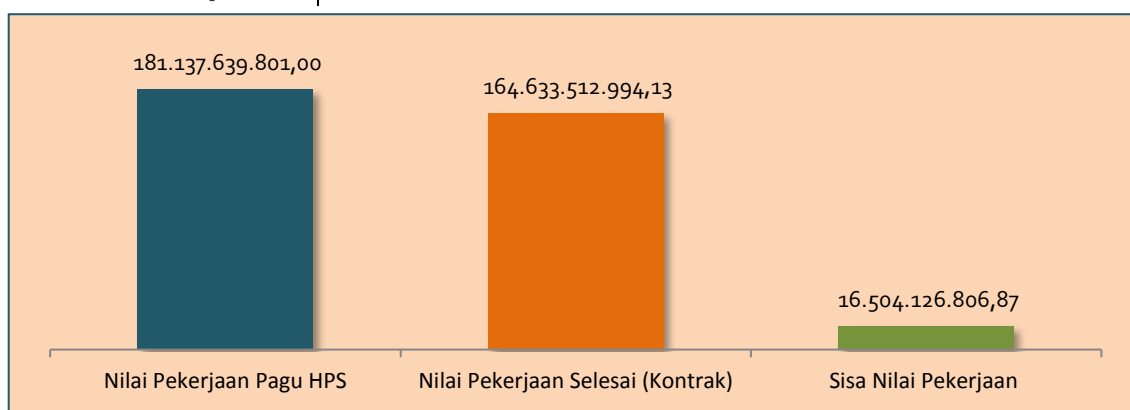 181.137.639.801,00
164.633.512.994,13
16.504.126.806,87
Nilai Pekerjaan Pagu HPS
Nilai Pekerjaan Selesai (Kontrak)
Sisa Nilai Pekerjaan